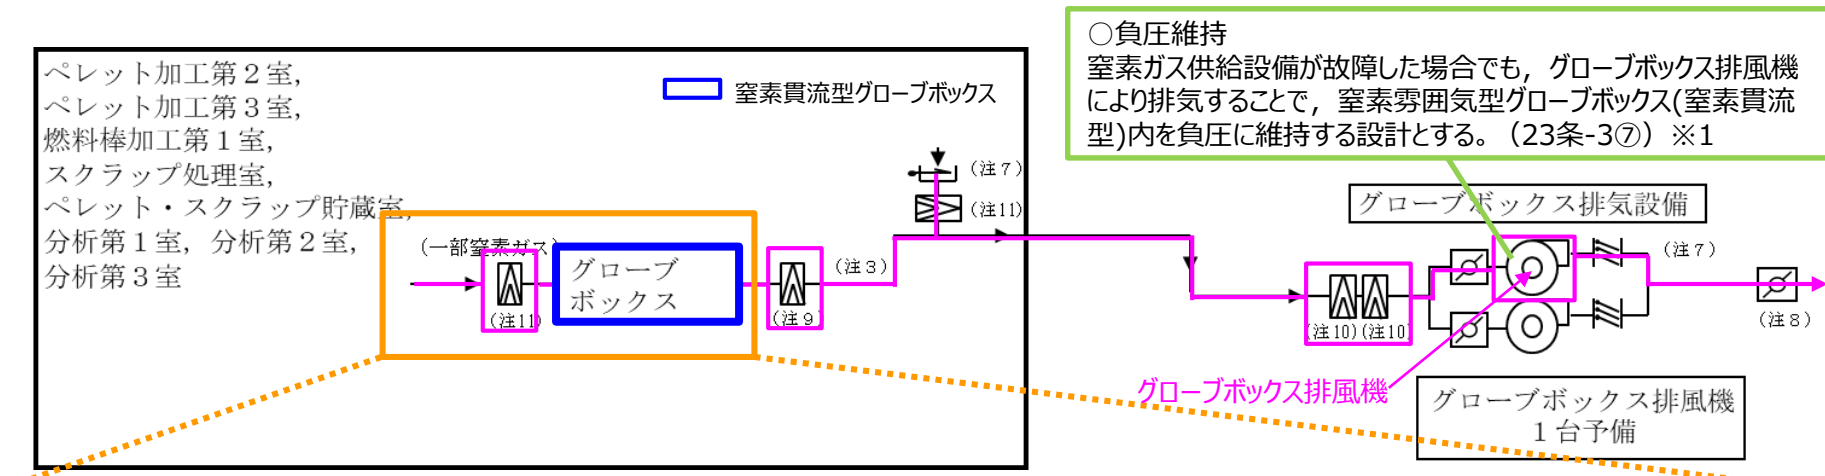 ○負圧維持
窒素ガス供給設備が故障した場合でも，グローブボックス排風機
により排気することで，窒素雰囲気型グローブボックス(窒素貫流
型)内を負圧に維持する設計とする。（23条-3⑦）※1
ペレット加工第２室，
ペレット加工第３室，
燃料棒加工第１室，
スクラップ処理室，
ペレット・スクラップ貯蔵室，
分析第１室，分析第２室，
分析第３室
窒素貫流型グローブボックス
(注７)
(注11)
(一部窒素ガス)
グローブ
ボックス
(注11)
(注９)
(注３)
グローブボックス排気設備
(注７)
(注８)
(注10)(注10)
グローブボックス排風機
グローブボックス排風機
１台予備